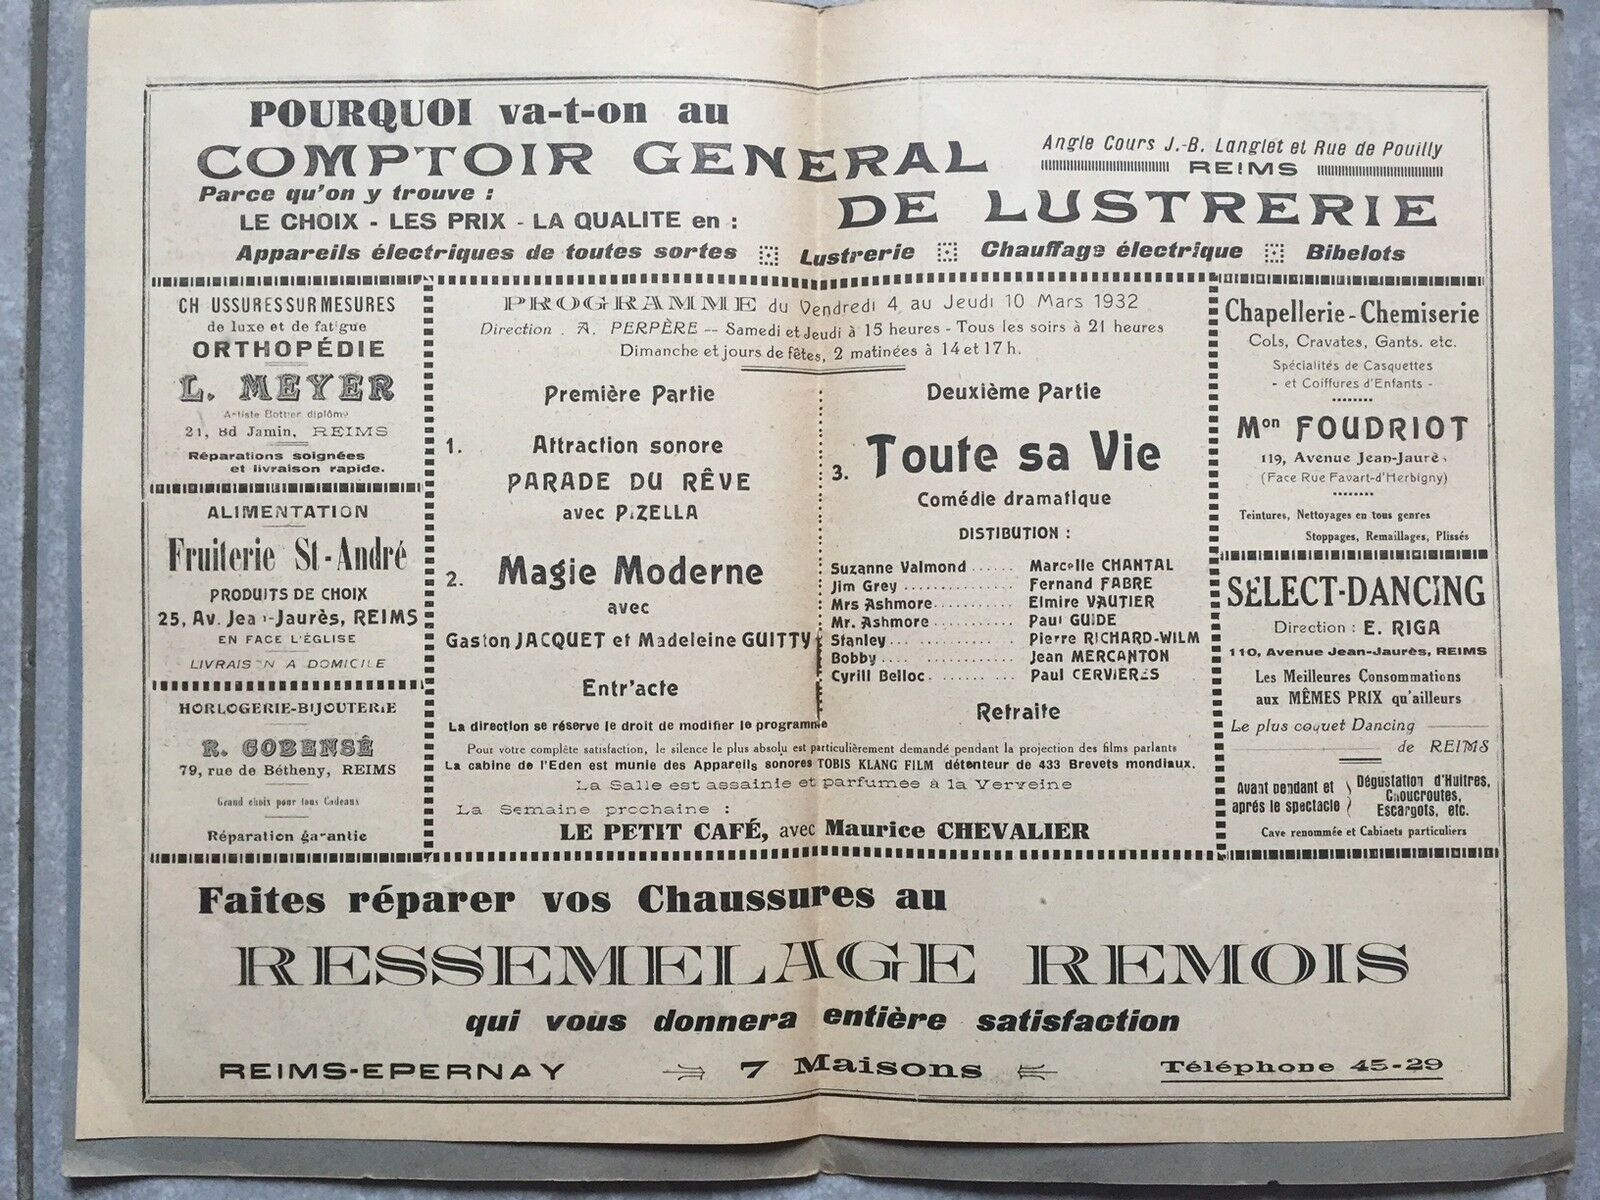 POURQUOI va-t-on au
COMPTOIR GENERAL
DE LUSTRERIE
Angle Cours J.-B. Langlet et Rue de Pouilly
REIMS
Parce qu'on y trouve :
LE CHOIX - LES PRIX - LA QUALITE en :
Appareils électriques de toutes sortes Lustrerie Chauffage électrique Bibelots
CH USSURES SUR MESURES
de luxe et de fatigue
ORTHOPÉDIE
L. MEYER
Artiste Bottier diplômé
21, Bd Jamin, REIMS
Réparations soignées
et livraison rapide.
ALIMENTATION
Fruiterie St-André
PRODUITS DE CHOIX
25, Av. Jean-Jaurès, REIMS
EN FACE L'ÉGLISE
LIVRAISON A DOMICILE
HORLOGERIE-BIJOUTERIE
R. GOBENSÉ
79, rue de Bétheny, REIMS
Grand choix pour tous Cadeaux
Réparation garantie
PROGRAMME du Vendredi 4 au Jeudi 10 Mars 1932
Direction . A. PERPÈRE -- Samedi et Jeudi à 15 heures - Tous les soirs à 21 heures
Dimanche et jours de fêtes, 2 matinées à 14 et 17 h.
Première Partie
1. Attraction sonore
PARADE DU RÊVE
avec PIZELLA
2. Magie Moderne
avec
Gaston JACQUET et Madeleine GUITTY
Entr'acte
Deuxième Partie
3. Toute sa Vie
Comédie dramatique
DISTIBUTION :
Suzanne Valmond ...... Marcelle CHANTAL
Jim Grey .............. Fernand FABRE
Mrs Ashmore........... Elmire VAUTIER
Mr. Ashmore........... Paul GUIDE
Stanley ................ Pierre RICHARD-WILM
Bobby .... ............ Jean MERCANTON
Cyrill Belloc. ........ ... Paul CERVIÈRES
Retraite
La direction se réserve le droit de modifier le programme
Pour votre complète satisfaction, le silence le plus absolu est particulièrement demandé pendant la projection des films parlants
La cabine de l'Eden est munie des Appareils sonores TOBIS KLANG FILM détenteur de 433 Brevets mondiaux.
La Salle est assainie et parfumée à la Verveine
La Semaine prochaine :
LE PETIT CAFÉ, avec Maurice CHEVALIER
Chapellerie - Chemiserie
Cols, Cravates, Gants. etc.
Spécialités de Casquettes
- et Coiffures d'Enfants -
Mon FOUDRIOT
119, Avenue Jean-Jaurès
(Face Rue Favart-d'Herbigny)
Teintures, Nettoyages en tous genres
Stoppages, Remaillages, Plissés
SÉLECT-DANCING
Direction : E. RIGA
110, Avenue Jean-Jaurès, REIMS
Les Meilleures Consommations
aux MÊMES PRIX qu'ailleurs
Le plus coquet Dancing
de REIMS
Avant pendant et
aprés le spectacle
Dégustation d'Huitres,
Choucroutes,
Escargots, etc.
Cave renommée et Cabinets particuliers
Faites réparer vos Chaussures au
RESSEMELAGE REMOIS
qui vous donnera entière satisfaction
REIMS-EPERNAY 7 Maisons Téléphone 45-29